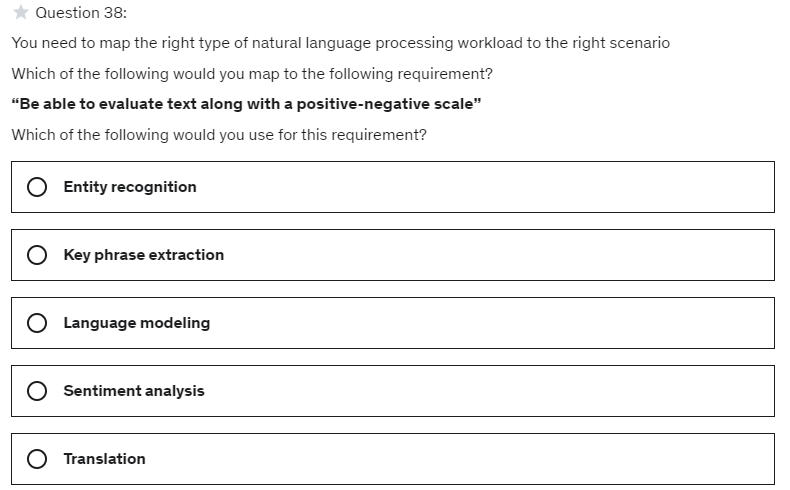 Question 38:
You need to map the right type of natural language processing workload to the right scenario
Which of the following would you map to the following requirement?
“Be able to evaluate text along with a positive-negative scale”
Which of the following would you use for this requirement?
Entity recognition
Key phrase extraction
Language modeling
Sentiment analysis
Translation